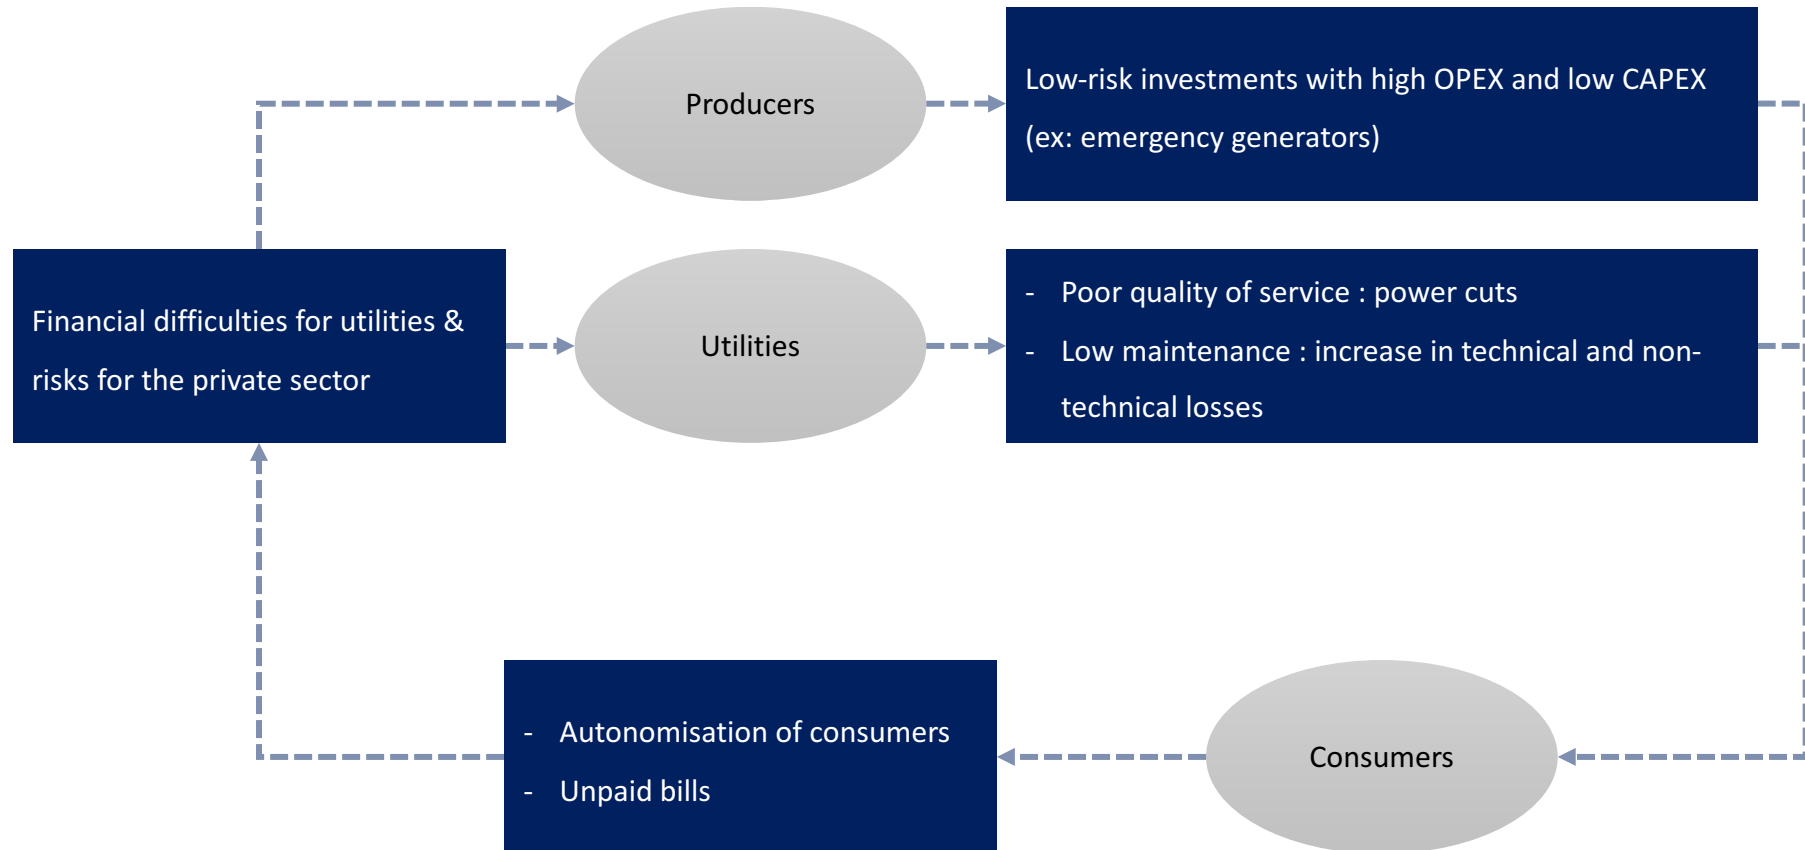 Producers
Low-risk investments with high OPEX and low CAPEX
(ex: emergency generators)
Financial difficulties for utilities &
risks for the private sector
Utilities
- Poor quality of service : power cuts
- Low maintenance : increase in technical and non-
technical losses
- Autonomisation of consumers
- Unpaid bills
Consumers